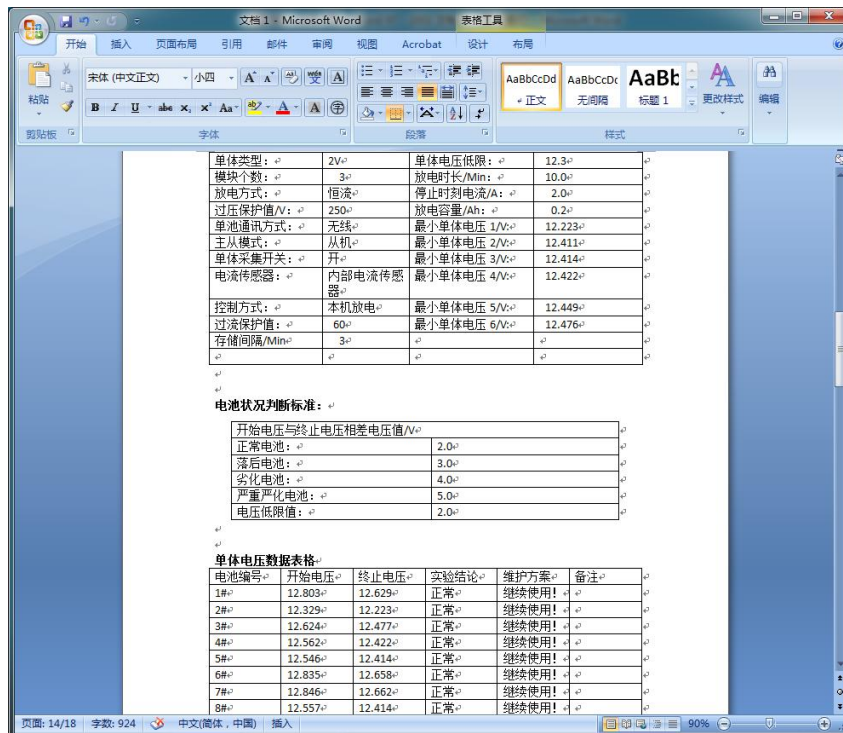 文档 1 - Microsoft Word 表格工具
开始 插入 页面布局 引用 邮件 审阅 视图 Acrobat 设计 布局
宋体 (中文正文) 小四
粘贴
剪贴板 字体 段落 样式
AaBbCcDd AaBbCcDc AaBb
正文 无间隔 标题 1 更改样式 编辑
单体类型: 2V 单体电压低限: 12.3
模块个数: 3 放电时长/Min: 10.0
放电方式: 恒流 停止时刻电流/A: 2.0
过压保护值/V: 250 放电容量/Ah: 0.2
单池通讯方式: 无线 最小单体电压 1/V: 12.223
主从模式: 从机 最小单体电压 2/V: 12.411
单体采集开关: 开 最小单体电压 3/V: 12.414
电流传感器: 内部电流传感器 最小单体电压 4/V: 12.422
控制方式: 本机放电 最小单体电压 5/V: 12.449
过流保护值: 60 最小单体电压 6/V: 12.476
存储间隔/Min 3
电池状况判断标准:
开始电压与终止电压相差电压值/V
正常电池: 2.0
落后电池: 3.0
劣化电池: 4.0
严重严化电池: 5.0
电压低限值: 2.0
单体电压数据表格
电池编号 开始电压 终止电压 实验结论 维护方案 备注
1# 12.803 12.629 正常 继续使用!
2# 12.329 12.223 正常 继续使用!
3# 12.624 12.477 正常 继续使用!
4# 12.562 12.422 正常 继续使用!
5# 12.546 12.414 正常 继续使用!
6# 12.835 12.658 正常 继续使用!
7# 12.846 12.662 正常 继续使用!
8# 12.557 12.414 正常 继续使用!
页面: 14/18 字数: 924 中文(简体,中国) 插入 90%